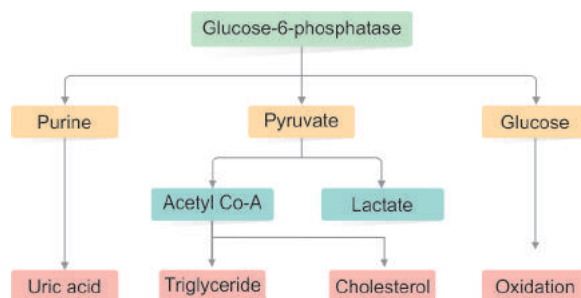 Glucose-6-phosphatase
Purine
Pyruvate
Glucose
Acetyl Co-A
Lactate
Uric acid
Triglyceride
Cholesterol
Oxidation